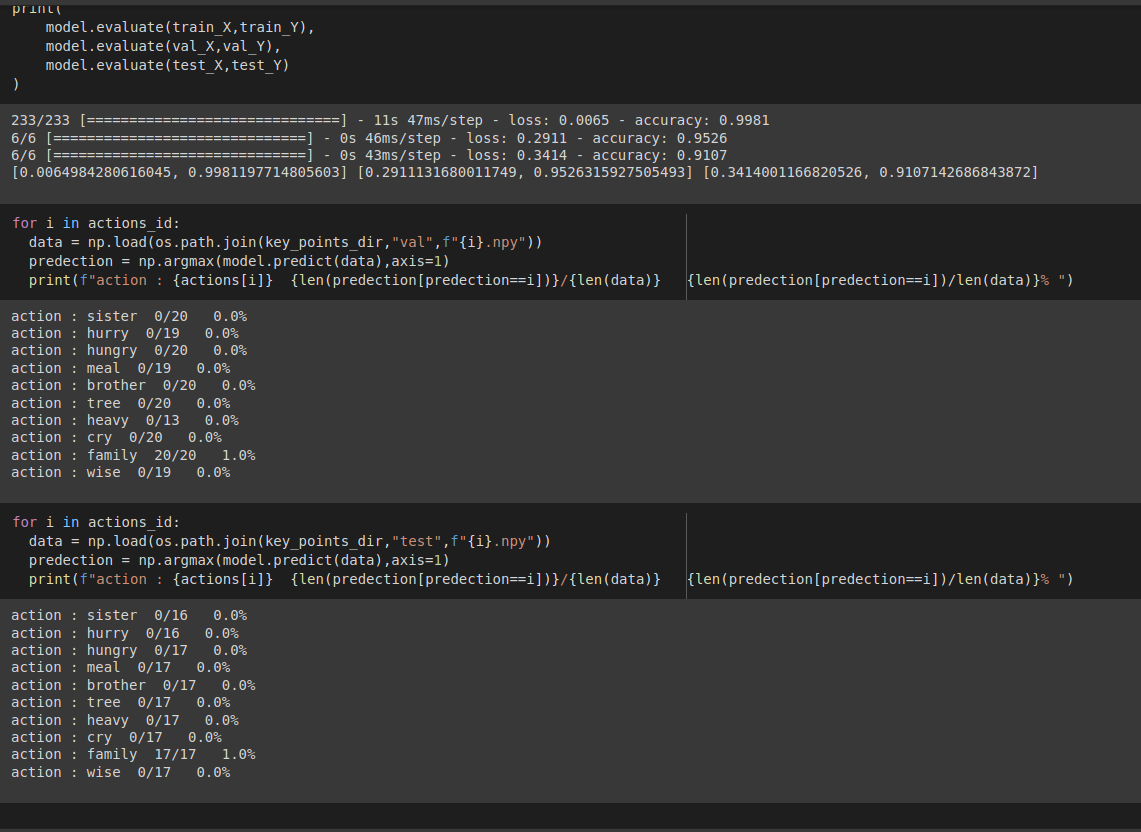 print(
    model.evaluate(train_X,train_Y),
    model.evaluate(val_X,val_Y),
    model.evaluate(test_X,test_Y)
)
233/233 [==============================] - 11s 47ms/step - loss: 0.0065 - accuracy: 0.9981
6/6 [==============================] - 0s 46ms/step - loss: 0.2911 - accuracy: 0.9526
6/6 [==============================] - 0s 43ms/step - loss: 0.3414 - accuracy: 0.9107
[0.0064984280616045, 0.9981197714805603] [0.2911131680011749, 0.9526315927505493] [0.3414001166820526, 0.9107142686843872]
for i in actions_id:
  data = np.load(os.path.join(key_points_dir,"val",f"{i}.npy"))
  predection = np.argmax(model.predict(data),axis=1)
  print(f"action : {actions[i]}  {len(predection[predection==i])}/{len(data)}   {len(predection[predection==i])/len(data)}% ")
action : sister  0/20   0.0%
action : hurry  0/19   0.0%
action : hungry  0/20   0.0%
action : meal  0/19   0.0%
action : brother  0/20   0.0%
action : tree  0/20   0.0%
action : heavy  0/13   0.0%
action : cry  0/20   0.0%
action : family  20/20   1.0%
action : wise  0/19   0.0%
for i in actions_id:
  data = np.load(os.path.join(key_points_dir,"test",f"{i}.npy"))
  predection = np.argmax(model.predict(data),axis=1)
  print(f"action : {actions[i]}  {len(predection[predection==i])}/{len(data)}   {len(predection[predection==i])/len(data)}% ")
action : sister  0/16   0.0%
action : hurry  0/16   0.0%
action : hungry  0/17   0.0%
action : meal  0/17   0.0%
action : brother  0/17   0.0%
action : tree  0/17   0.0%
action : heavy  0/17   0.0%
action : cry  0/17   0.0%
action : family  17/17   1.0%
action : wise  0/17   0.0%